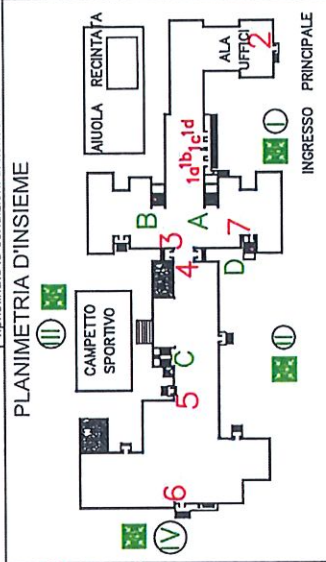 PLANIMETRIA D'INSIEME
III
CAMPETTO
SPORTIVO
AIUOLA RECINTATA
ALA
UFFICI
2
1a 1b 1c 1d
B
A
3
4
7
D
C
5
6
I
II
IV
INGRESSO PRINCIPALE